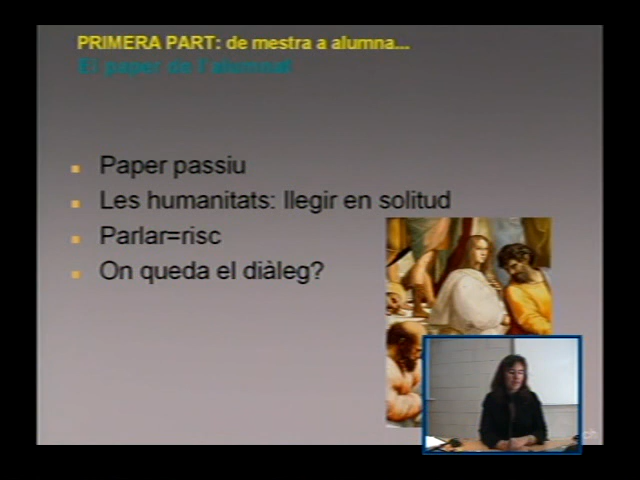 PRIMERA PART: de mestra a alumna...
El paper de l'alumnat
Paper passiu
Les humanitats: llegir en solitud
Parlar=risc
On queda el diàleg?